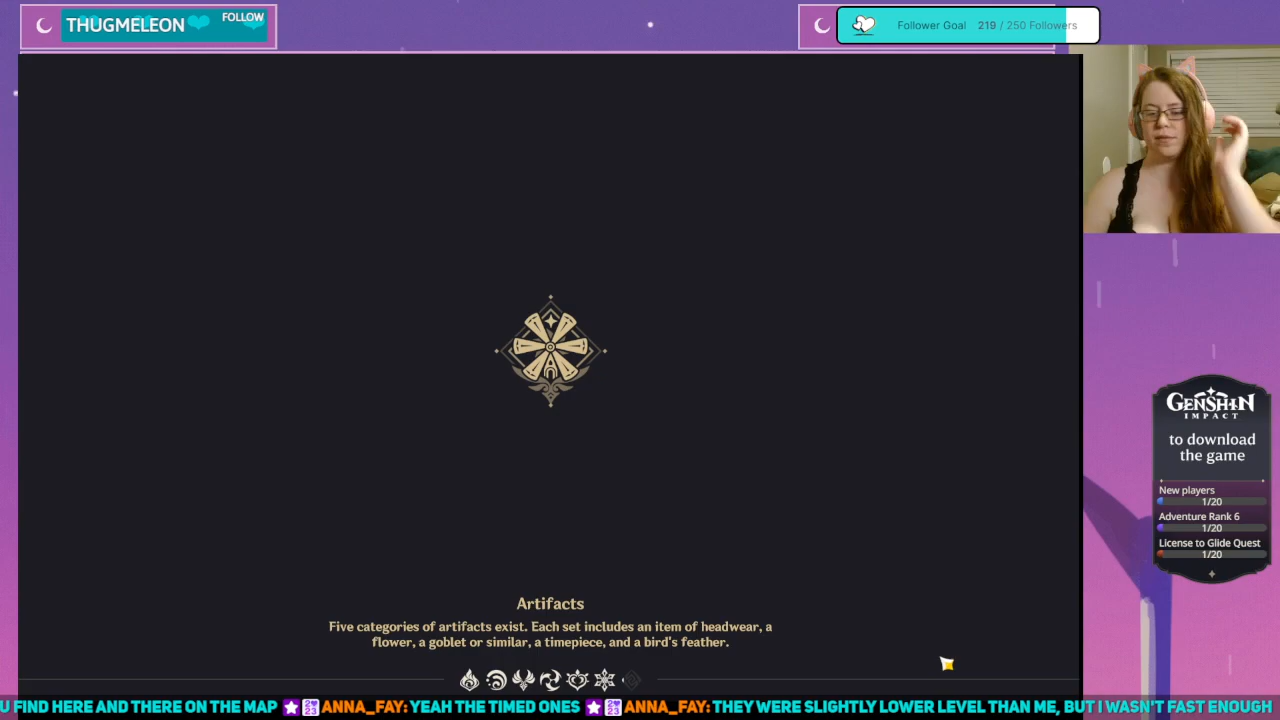 THUGMELEON
FOLLOW
Follower Goal 219 / 250 Followers
GENSHIN
IMPACT
to download
the game
New players
1/20
Adventure Rank 6
1/20
License to Glide Quest
1/20
Artifacts
Five categories of artifacts exist. Each set includes an item of headwear, a
flower, a goblet or similar, a timepiece, and a bird's feather.
U FIND HERE AND THERE ON THE MAP ANNA_FAY: YEAH THE TIMED ONES ANNA_FAY: THEY WERE SLIGHTLY LOWER LEVEL THAN ME, BUT I WASN'T FAST ENOUGH